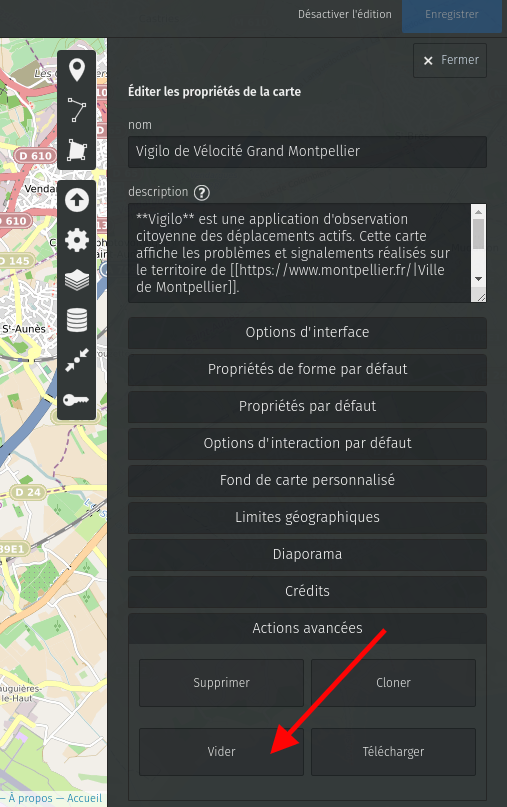 Désactiver l'édition
Enregistrer
× Fermer
Éditer les propriétés de la carte
nom
Vigilo de Vélocité Grand Montpellier
description ?
**Vigilo** est une application d'observation
citoyenne des déplacements actifs. Cette carte
affiche les problèmes et signalements réalisés sur
le territoire de [[https://www.montpellier.fr/|Ville
de Montpellier]].
Options d'interface
Propriétés de forme par défaut
Propriétés par défaut
Options d'interaction par défaut
Fond de carte personnalisé
Limites géographiques
Diaporama
Crédits
Actions avancées
Supprimer
Cloner
Vider
Télécharger
D 610
D 610
D 145
St-Aunès
D 24
le-Haut
— À propos — Accueil